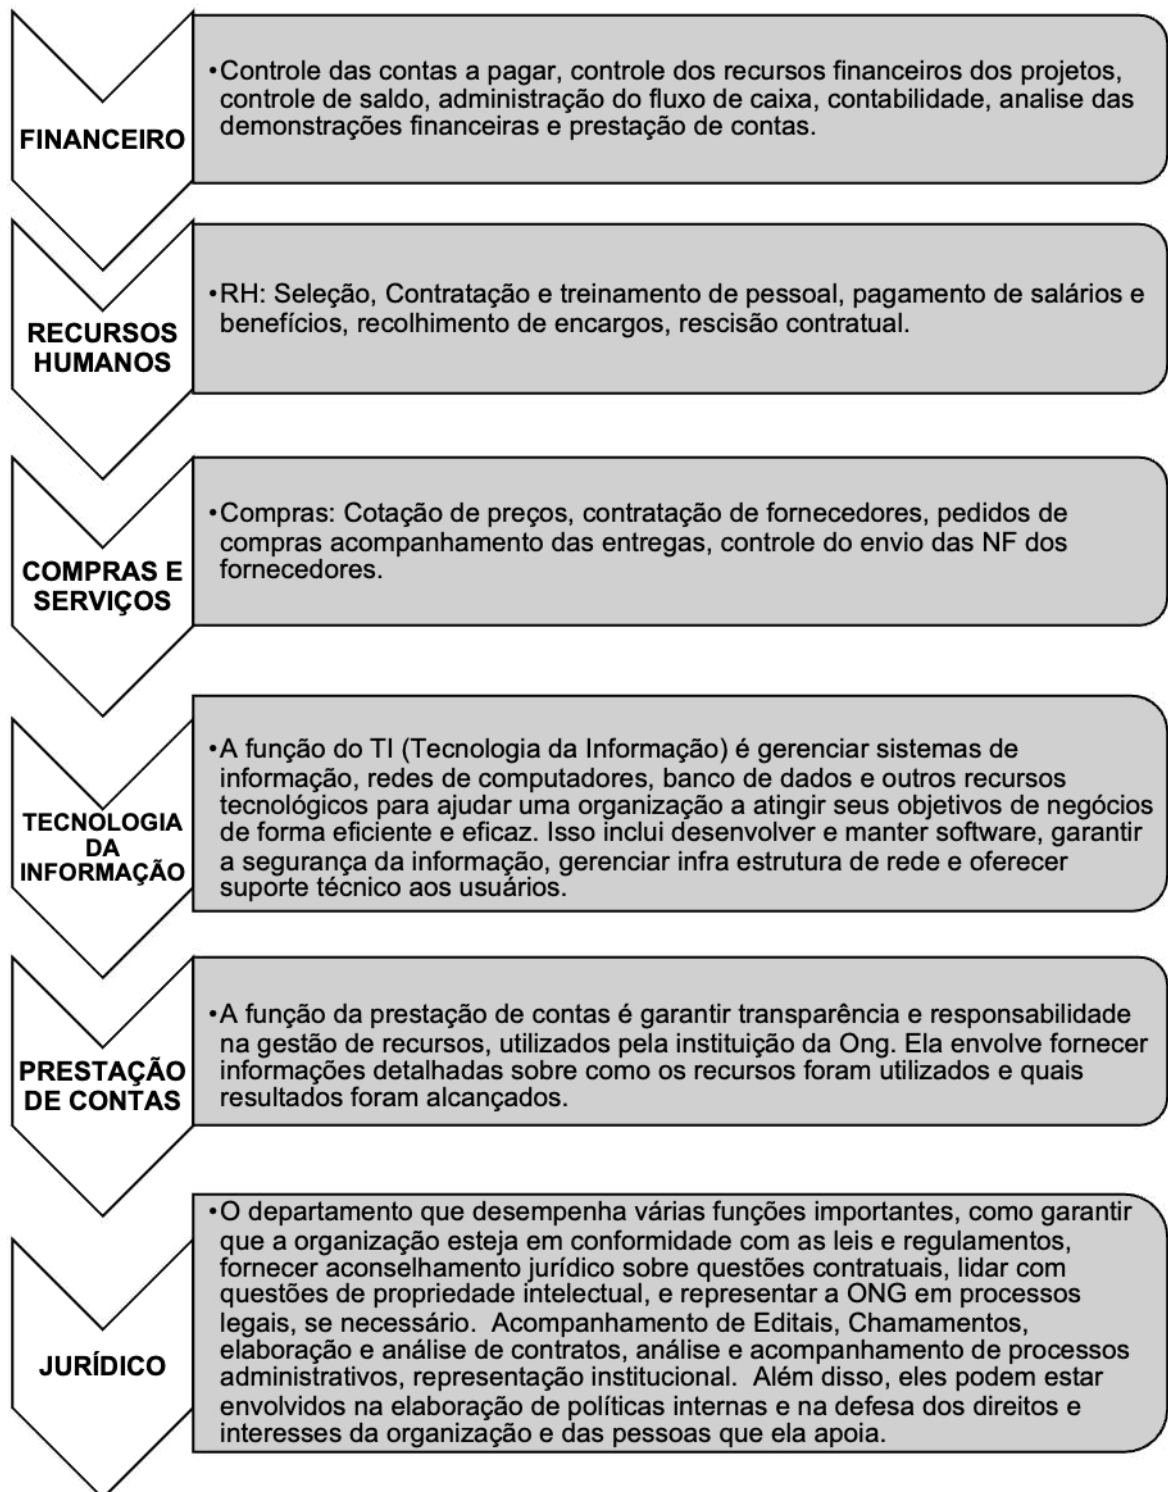 FINANCEIRO
•Controle das contas a pagar, controle dos recursos financeiros dos projetos,
controle de saldo, administração do fluxo de caixa, contabilidade, analise das
demonstrações financeiras e prestação de contas.
RECURSOS
HUMANOS
•RH: Seleção, Contratação e treinamento de pessoal, pagamento de salários e
benefícios, recolhimento de encargos, rescisão contratual.
COMPRAS E
SERVIÇOS
•Compras: Cotação de preços, contratação de fornecedores, pedidos de
compras acompanhamento das entregas, controle do envio das NF dos
fornecedores.
TECNOLOGIA
DA
INFORMAÇÃO
•A função do TI (Tecnologia da Informação) é gerenciar sistemas de
informação, redes de computadores, banco de dados e outros recursos
tecnológicos para ajudar uma organização a atingir seus objetivos de negócios
de forma eficiente e eficaz. Isso inclui desenvolver e manter software, garantir
a segurança da informação, gerenciar infra estrutura de rede e oferecer
suporte técnico aos usuários.
PRESTAÇÃO
DE CONTAS
•A função da prestação de contas é garantir transparência e responsabilidade
na gestão de recursos, utilizados pela instituição da Ong. Ela envolve fornecer
informações detalhadas sobre como os recursos foram utilizados e quais
resultados foram alcançados.
JURÍDICO
•O departamento que desempenha várias funções importantes, como garantir
que a organização esteja em conformidade com as leis e regulamentos,
fornecer aconselhamento jurídico sobre questões contratuais, lidar com
questões de propriedade intelectual, e representar a ONG em processos
legais, se necessário.  Acompanhamento de Editais, Chamamentos,
elaboração e análise de contratos, análise e acompanhamento de processos
administrativos, representação institucional.  Além disso, eles podem estar
envolvidos na elaboração de políticas internas e na defesa dos direitos e
interesses da organização e das pessoas que ela apoia.